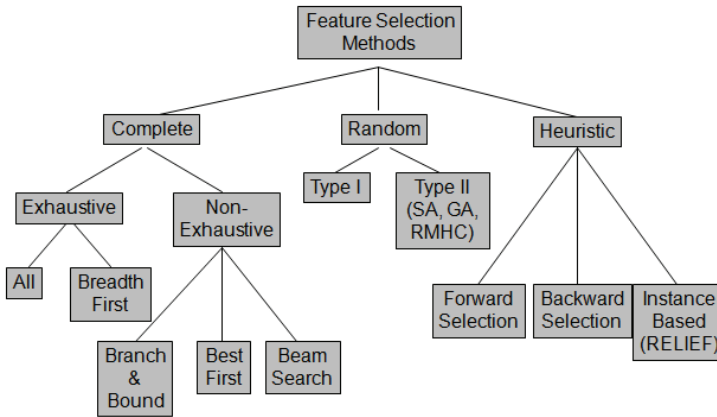 Feature Selection
Methods
Complete
Random
Heuristic
Exhaustive
Non-
Exhaustive
Type I
Type II
(SA, GA,
RMHC)
All
Breadth
First
Forward
Selection
Backward
Selection
Instance
Based
(RELIEF)
Branch
&
Bound
Best
First
Beam
Search